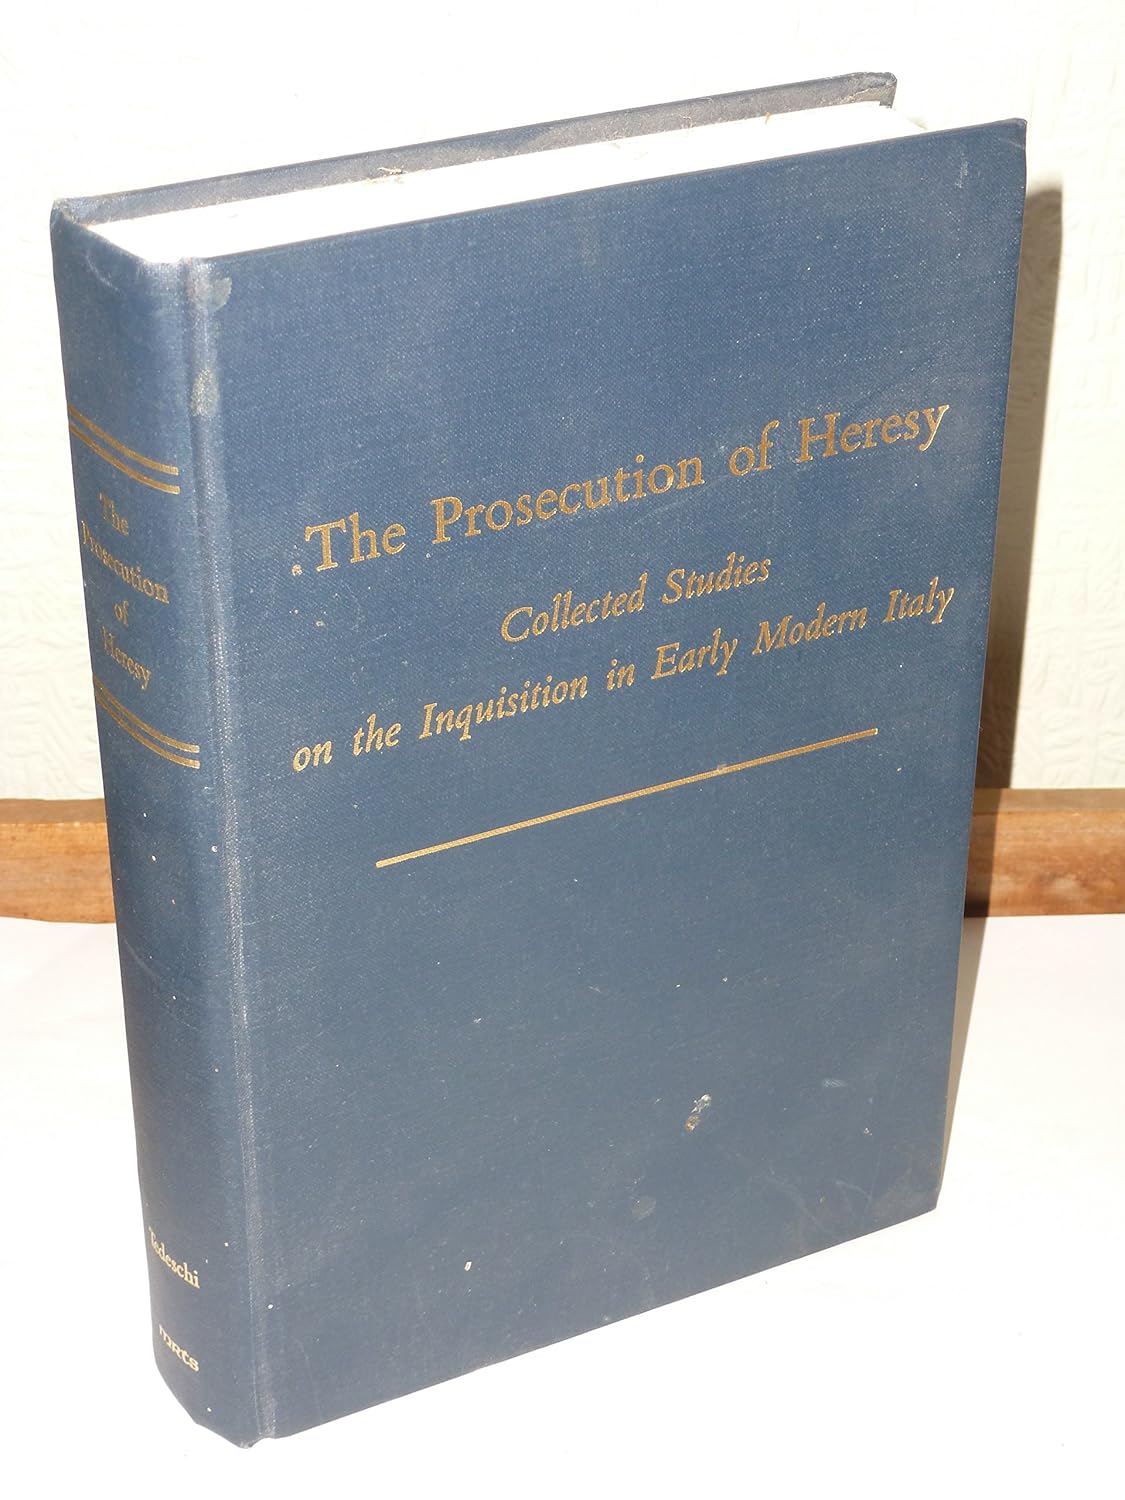 The Prosecution of Heresy
Collected Studies
on the Inquisition in Early Modern Italy
The
Prosecution
of
Heresy
Tedeschi
mrts